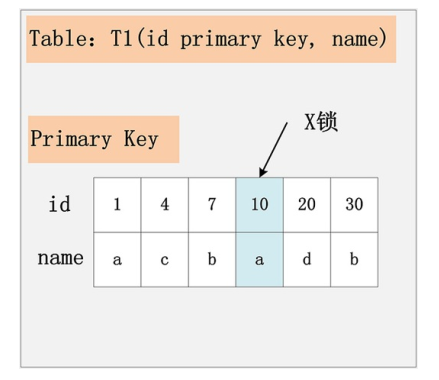 Table: T1(id primary key, name)
X锁
Primary Key
id 1 4 7 10 20 30
name a c b a d b